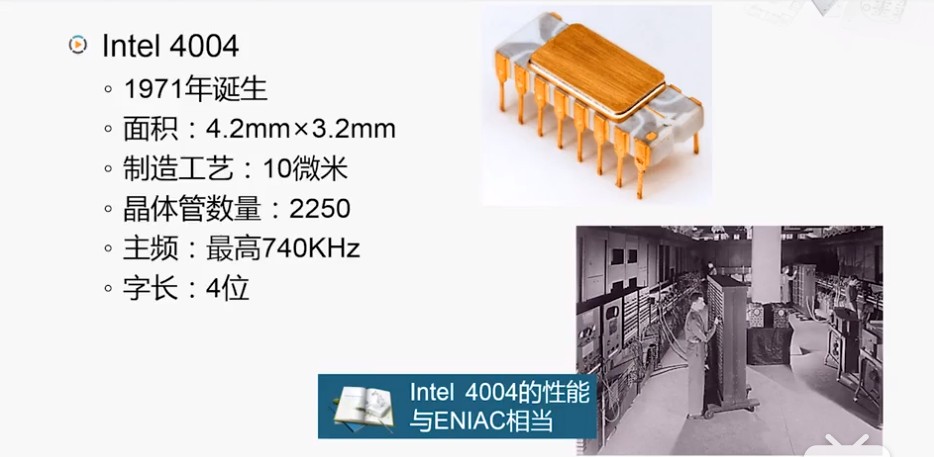 Intel 4004
1971年诞生
面积：4.2mm×3.2mm
制造工艺：10微米
晶体管数量：2250
主频：最高740KHz
字长：4位
Intel 4004的性能
与ENIAC相当